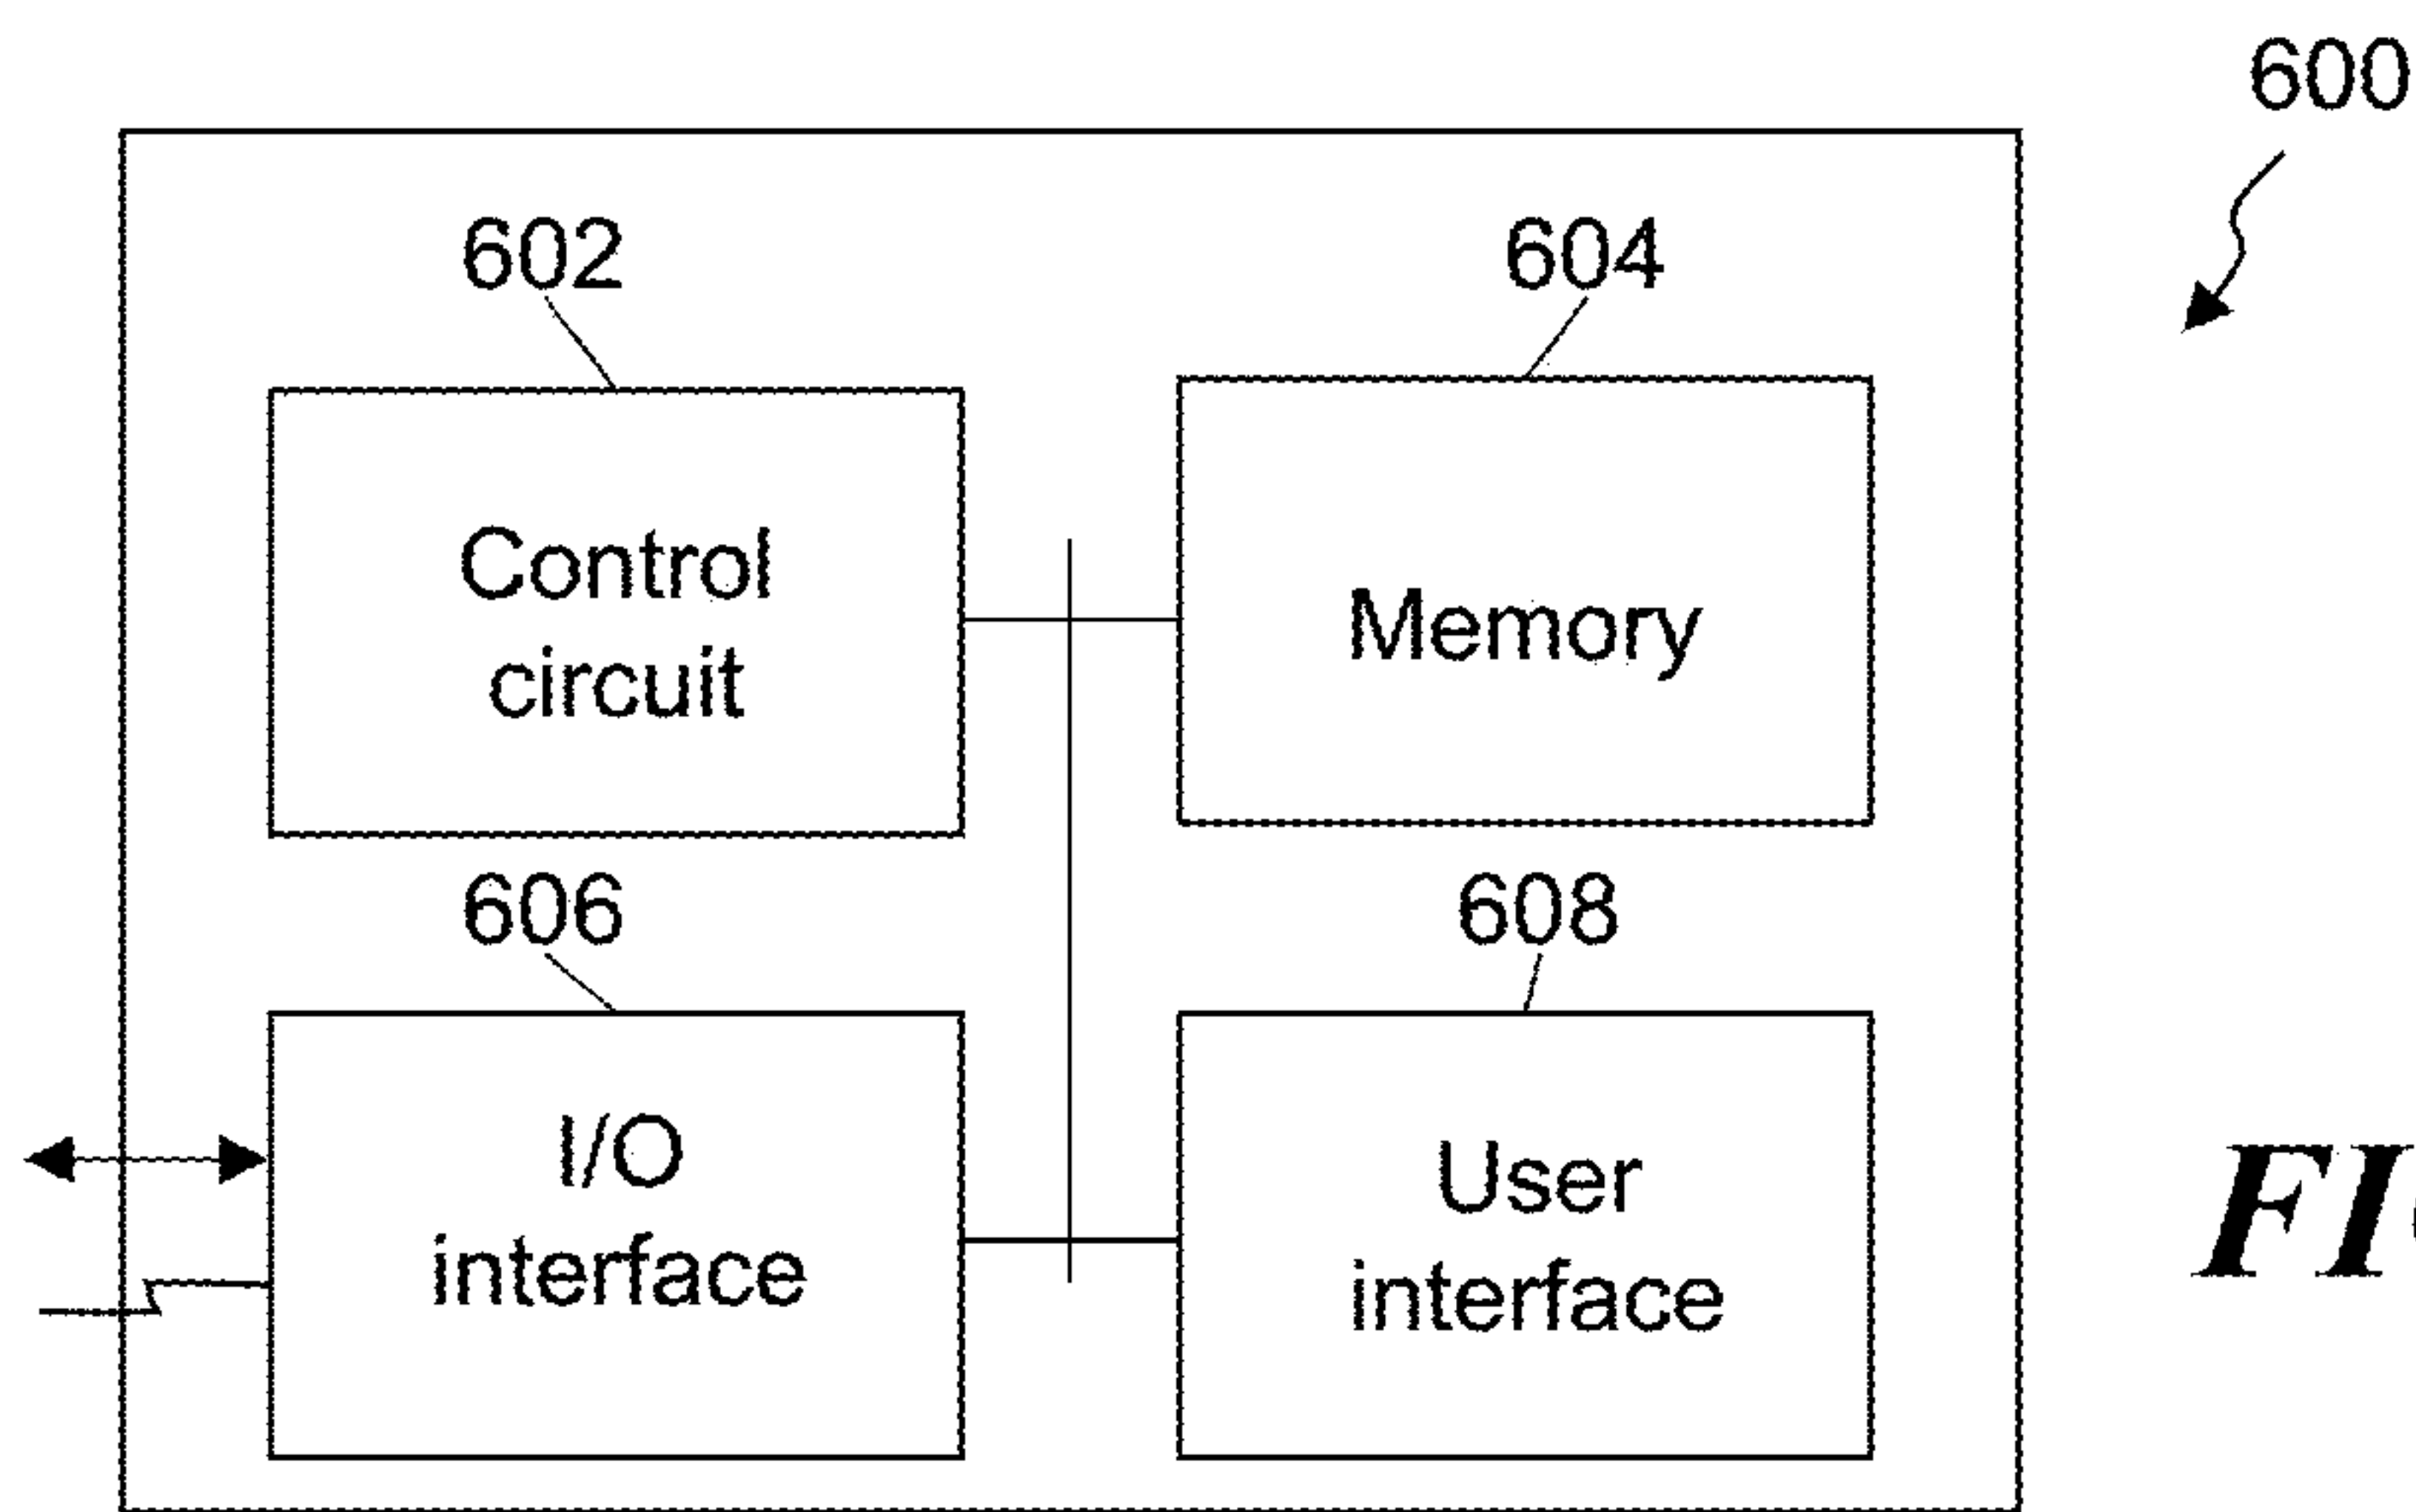 600
602
604
Control
circuit
Memory
606
608
I/O
interface
User
interface